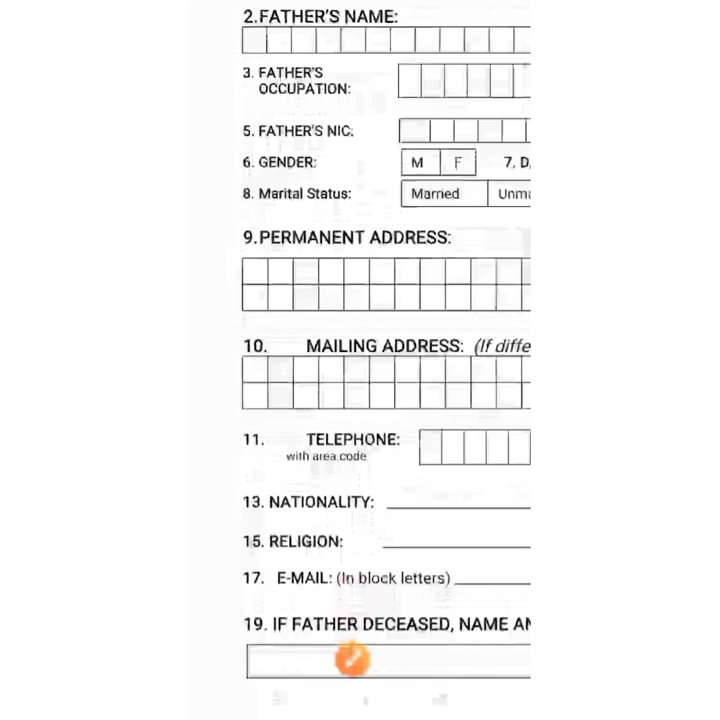 2.FATHER'S NAME:
3. FATHER'S
OCCUPATION:
5. FATHER'S NIC:
6. GENDER: M F 7. D
8. Marital Status: Married Unm
9.PERMANENT ADDRESS:
10. MAILING ADDRESS: (If diffe
11. TELEPHONE:
with area code
13. NATIONALITY:
15. RELIGION:
17. E-MAIL: (In block letters)
19. IF FATHER DECEASED, NAME AN